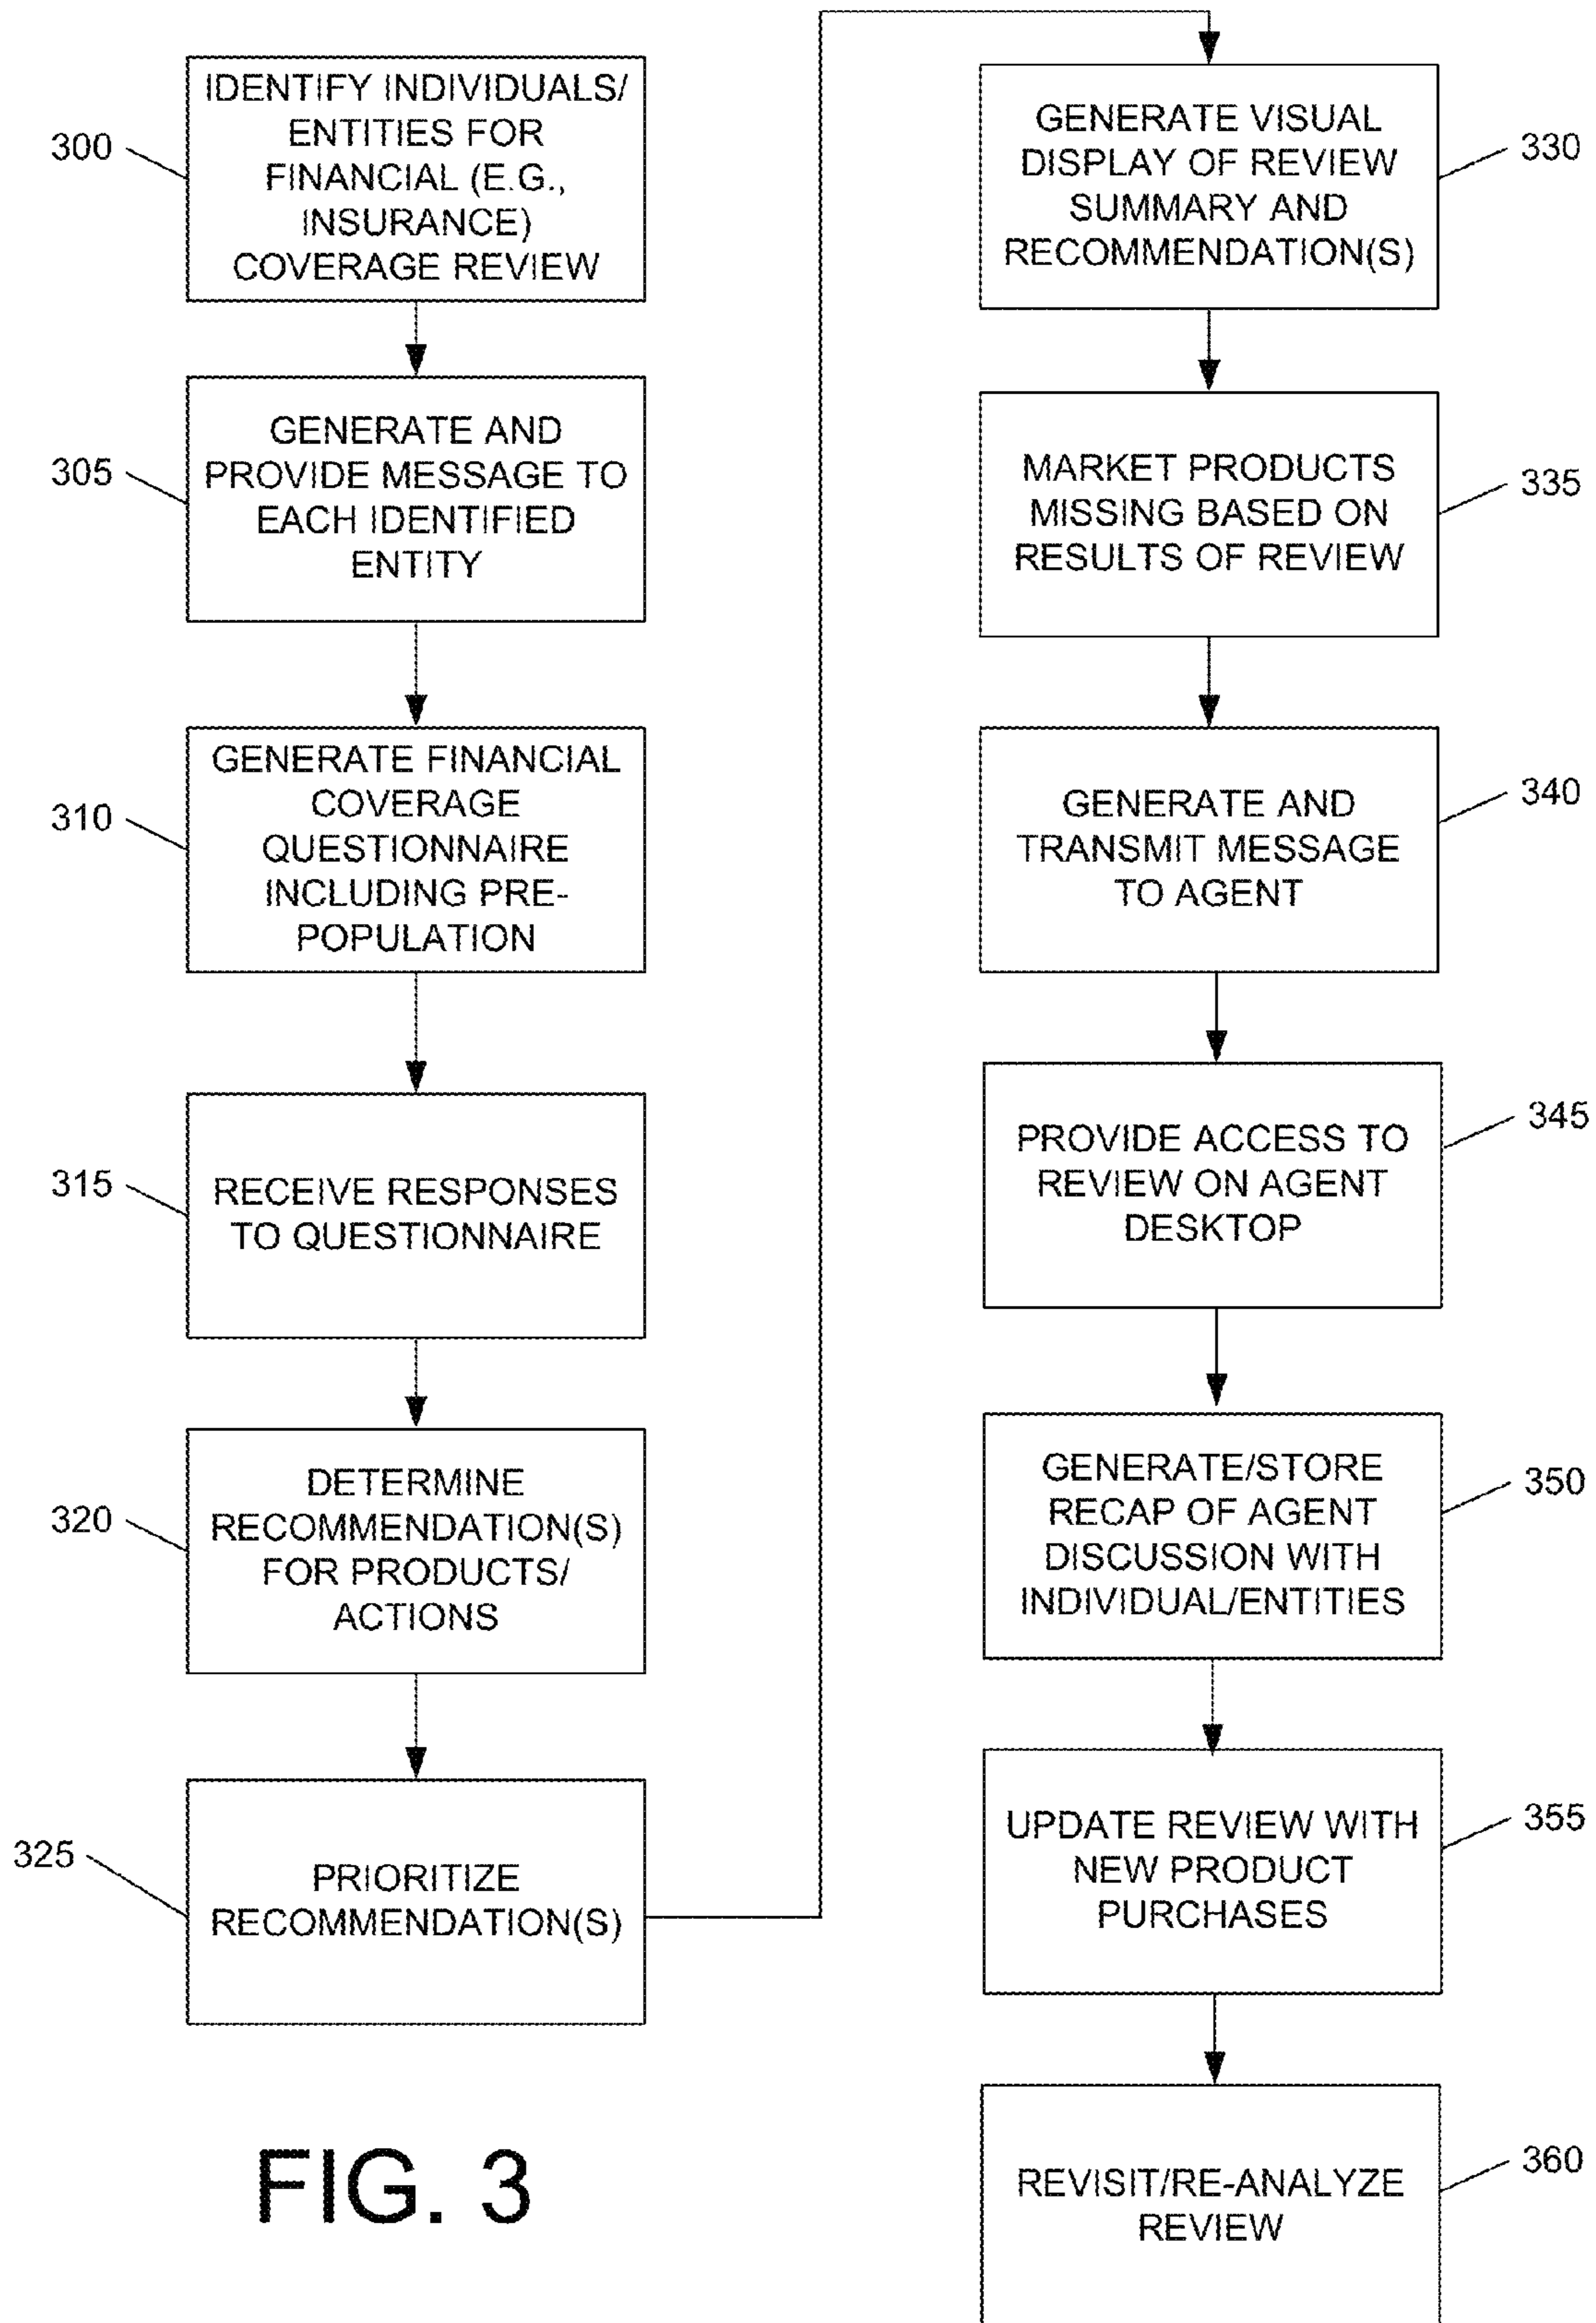 300
IDENTIFY INDIVIDUALS/
ENTITIES FOR
FINANCIAL (E.G.,
INSURANCE)
COVERAGE REVIEW
305
GENERATE AND
PROVIDE MESSAGE TO
EACH IDENTIFIED
ENTITY
310
GENERATE FINANCIAL
COVERAGE
QUESTIONNAIRE
INCLUDING PRE-
POPULATION
315
RECEIVE RESPONSES
TO QUESTIONNAIRE
320
DETERMINE
RECOMMENDATION(S)
FOR PRODUCTS/
ACTIONS
325
PRIORITIZE
RECOMMENDATION(S)
GENERATE VISUAL
DISPLAY OF REVIEW
SUMMARY AND
RECOMMENDATION(S)
330
MARKET PRODUCTS
MISSING BASED ON
RESULTS OF REVIEW
335
GENERATE AND
TRANSMIT MESSAGE
TO AGENT
340
PROVIDE ACCESS TO
REVIEW ON AGENT
DESKTOP
345
GENERATE/STORE
RECAP OF AGENT
DISCUSSION WITH
INDIVIDUAL/ENTITIES
350
UPDATE REVIEW WITH
NEW PRODUCT
PURCHASES
355
REVISIT/RE-ANALYZE
REVIEW
360
FIG. 3